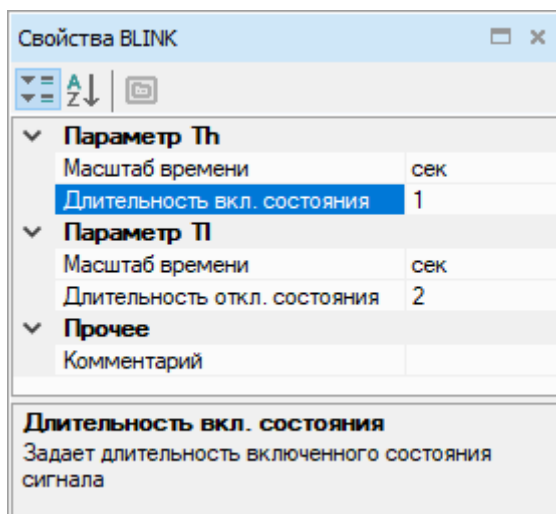 Свойства BLINK
A
Z
Параметр Th
Масштаб времени сек
Длительность вкл. состояния 1
Параметр Tl
Масштаб времени сек
Длительность откл. состояния 2
Прочее
Комментарий
Длительность вкл. состояния
Задает длительность включенного состояния
сигнала